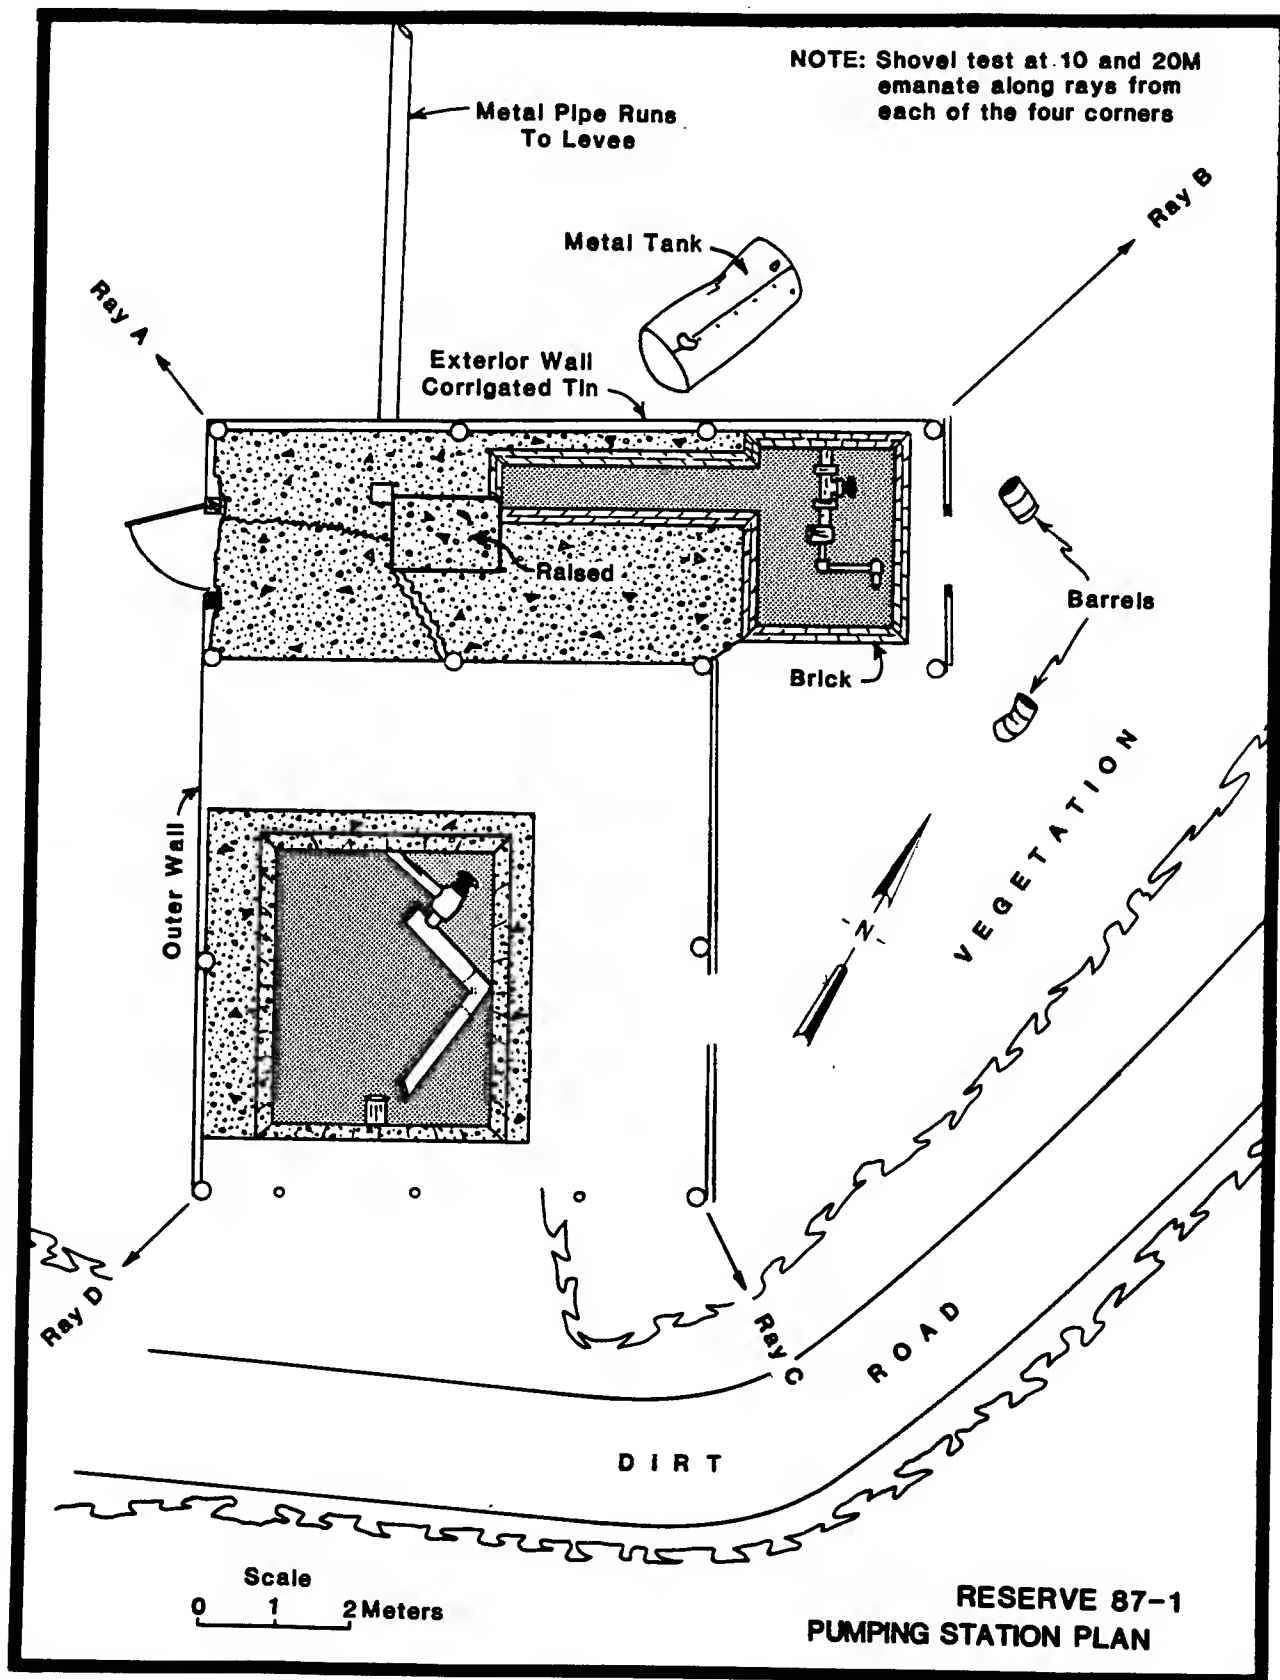 NOTE: Shovel test at 10 and 20M
emanate along rays from
each of the four corners
Metal Pipe Runs
To Levee
Ray B
Metal Tank
Ray A
Exterior Wall
Corrigated Tin
Raised
Barrels
Brick
Outer Wall
VEGETATION
N
Ray D
Ray C
ROAD
DIRT
Scale
0 1 2 Meters
RESERVE 87-1
PUMPING STATION PLAN